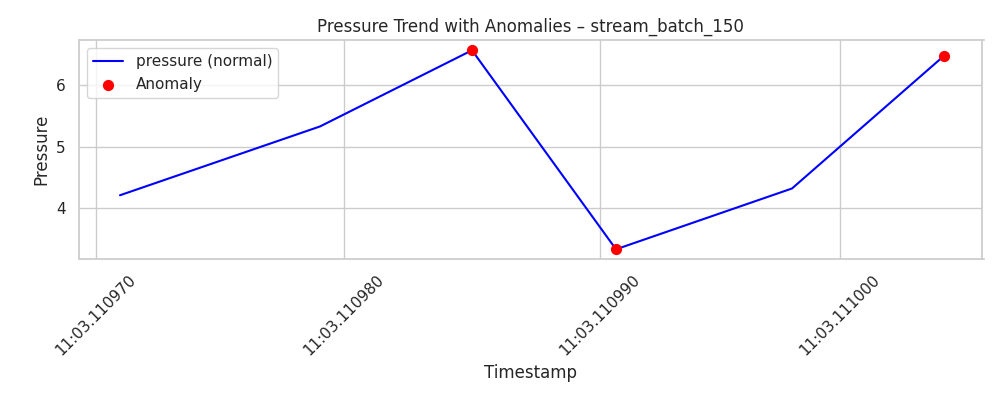 Pressure Trend with Anomalies – stream_batch_150
pressure (normal)
Anomaly
Pressure
6
5
4
11:03.110970
11:03.110980
11:03.110990
11:03.111000
Timestamp